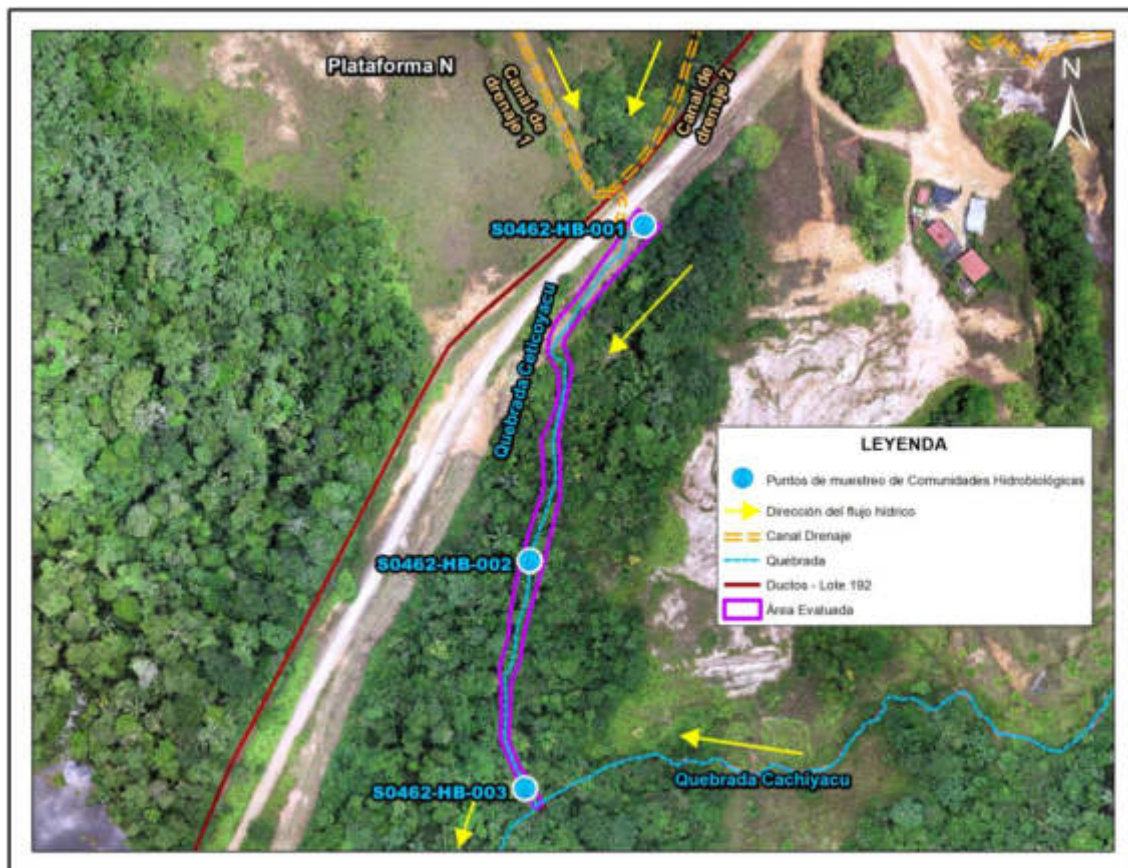 Plataforma N
Canal de
drenaje 1
Canal de
drenaje 2
N
S0462-HB-001
Quebrada Ceticoyacu
S0462-HB-002
S0462-HB-003
Quebrada Cachiyacu
LEYENDA
Puntos de muestreo de Comunidades Hidrobiológicas
Dirección del flujo hídrico
Canal Drenaje
Quebrada
Ductos - Lote 192
Área Evaluada